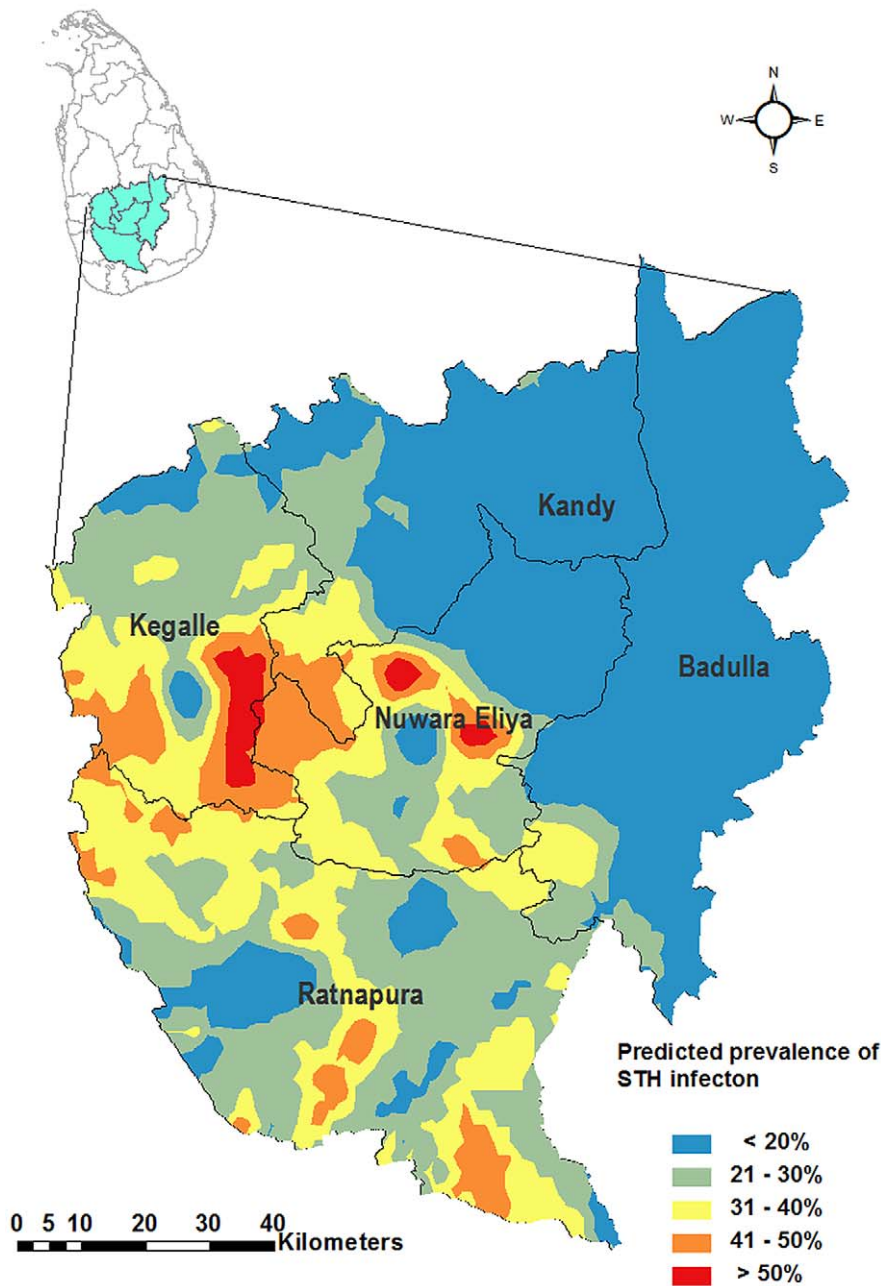 N
W E
S
Kandy
Kegalle
Badulla
Nuwara Eliya
Ratnapura
Predicted prevalence of
STH infecton
< 20%
21 - 30%
31 - 40%
41 - 50%
> 50%
0 5 10 20 30 40
Kilometers